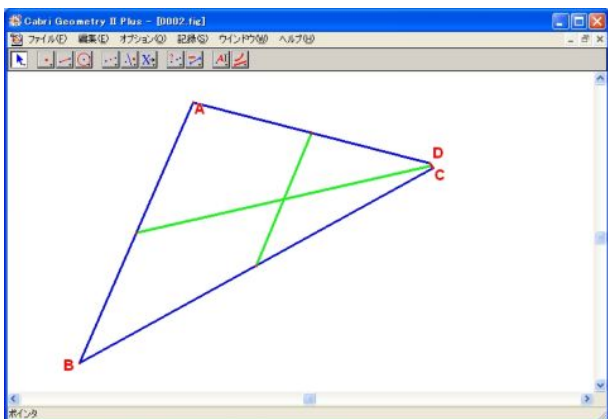 Cabri Geometry II Plus - [0002.fig]
ファイル(F) 編集(E) オプション(O) 記録(S) ウインドウ(W) ヘルプ(H)
A
D
C
B
ポインタ